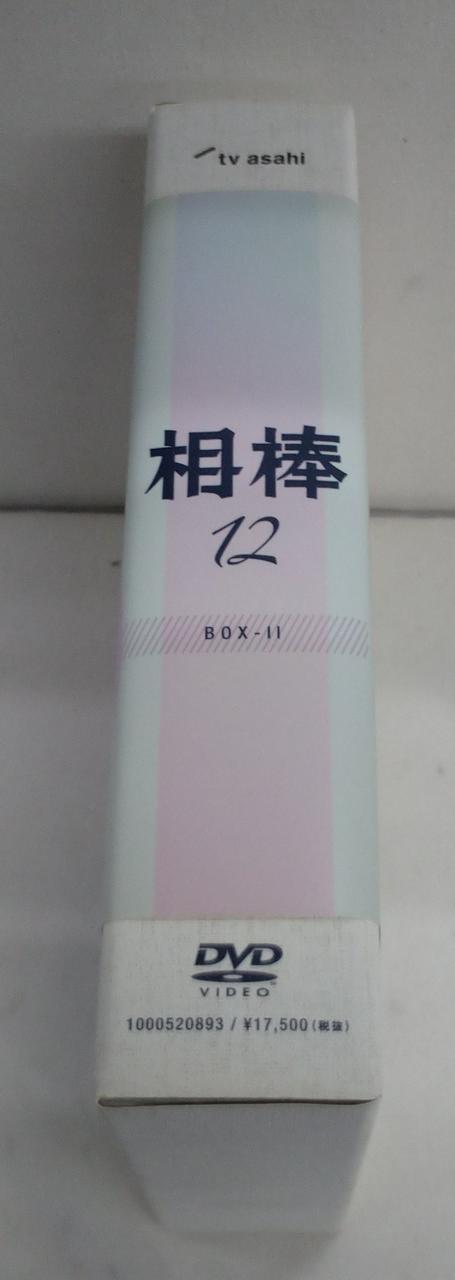 tv asahi
相棒
12
BOX-II
DVD
VIDEO
1000520893 / ¥17,500(税抜)